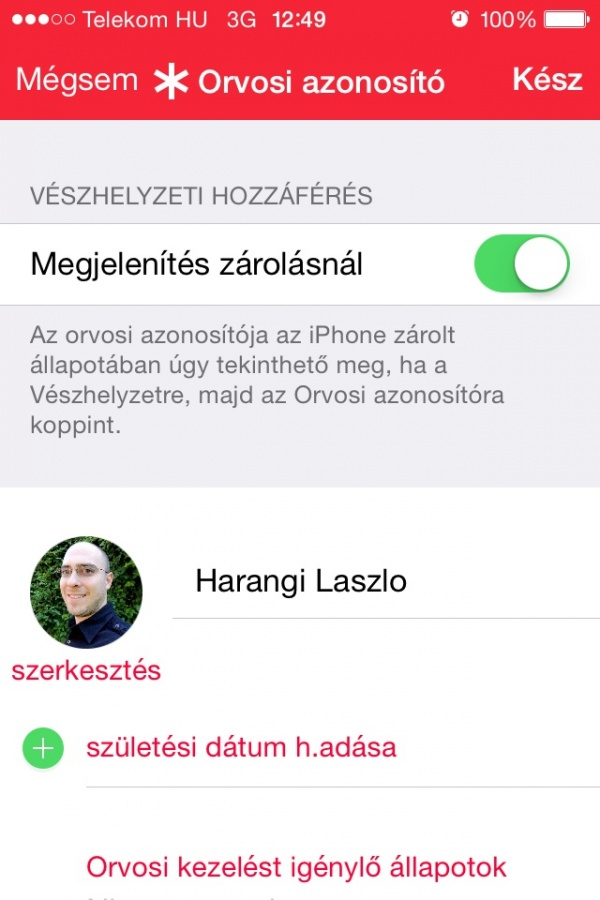 Telekom HU 3G 12:49 100%
Mégsem Orvosi azonosító Kész
VÉSZHELYZETI HOZZÁFÉRÉS
Megjelenítés zárolásnál
Az orvosi azonosítója az iPhone zárolt
állapotában úgy tekinthető meg, ha a
Vészhelyzetre, majd az Orvosi azonosítóra
koppint.
Harangi Laszlo
szerkesztés
születési dátum h.adása
Orvosi kezelést igénylő állapotok